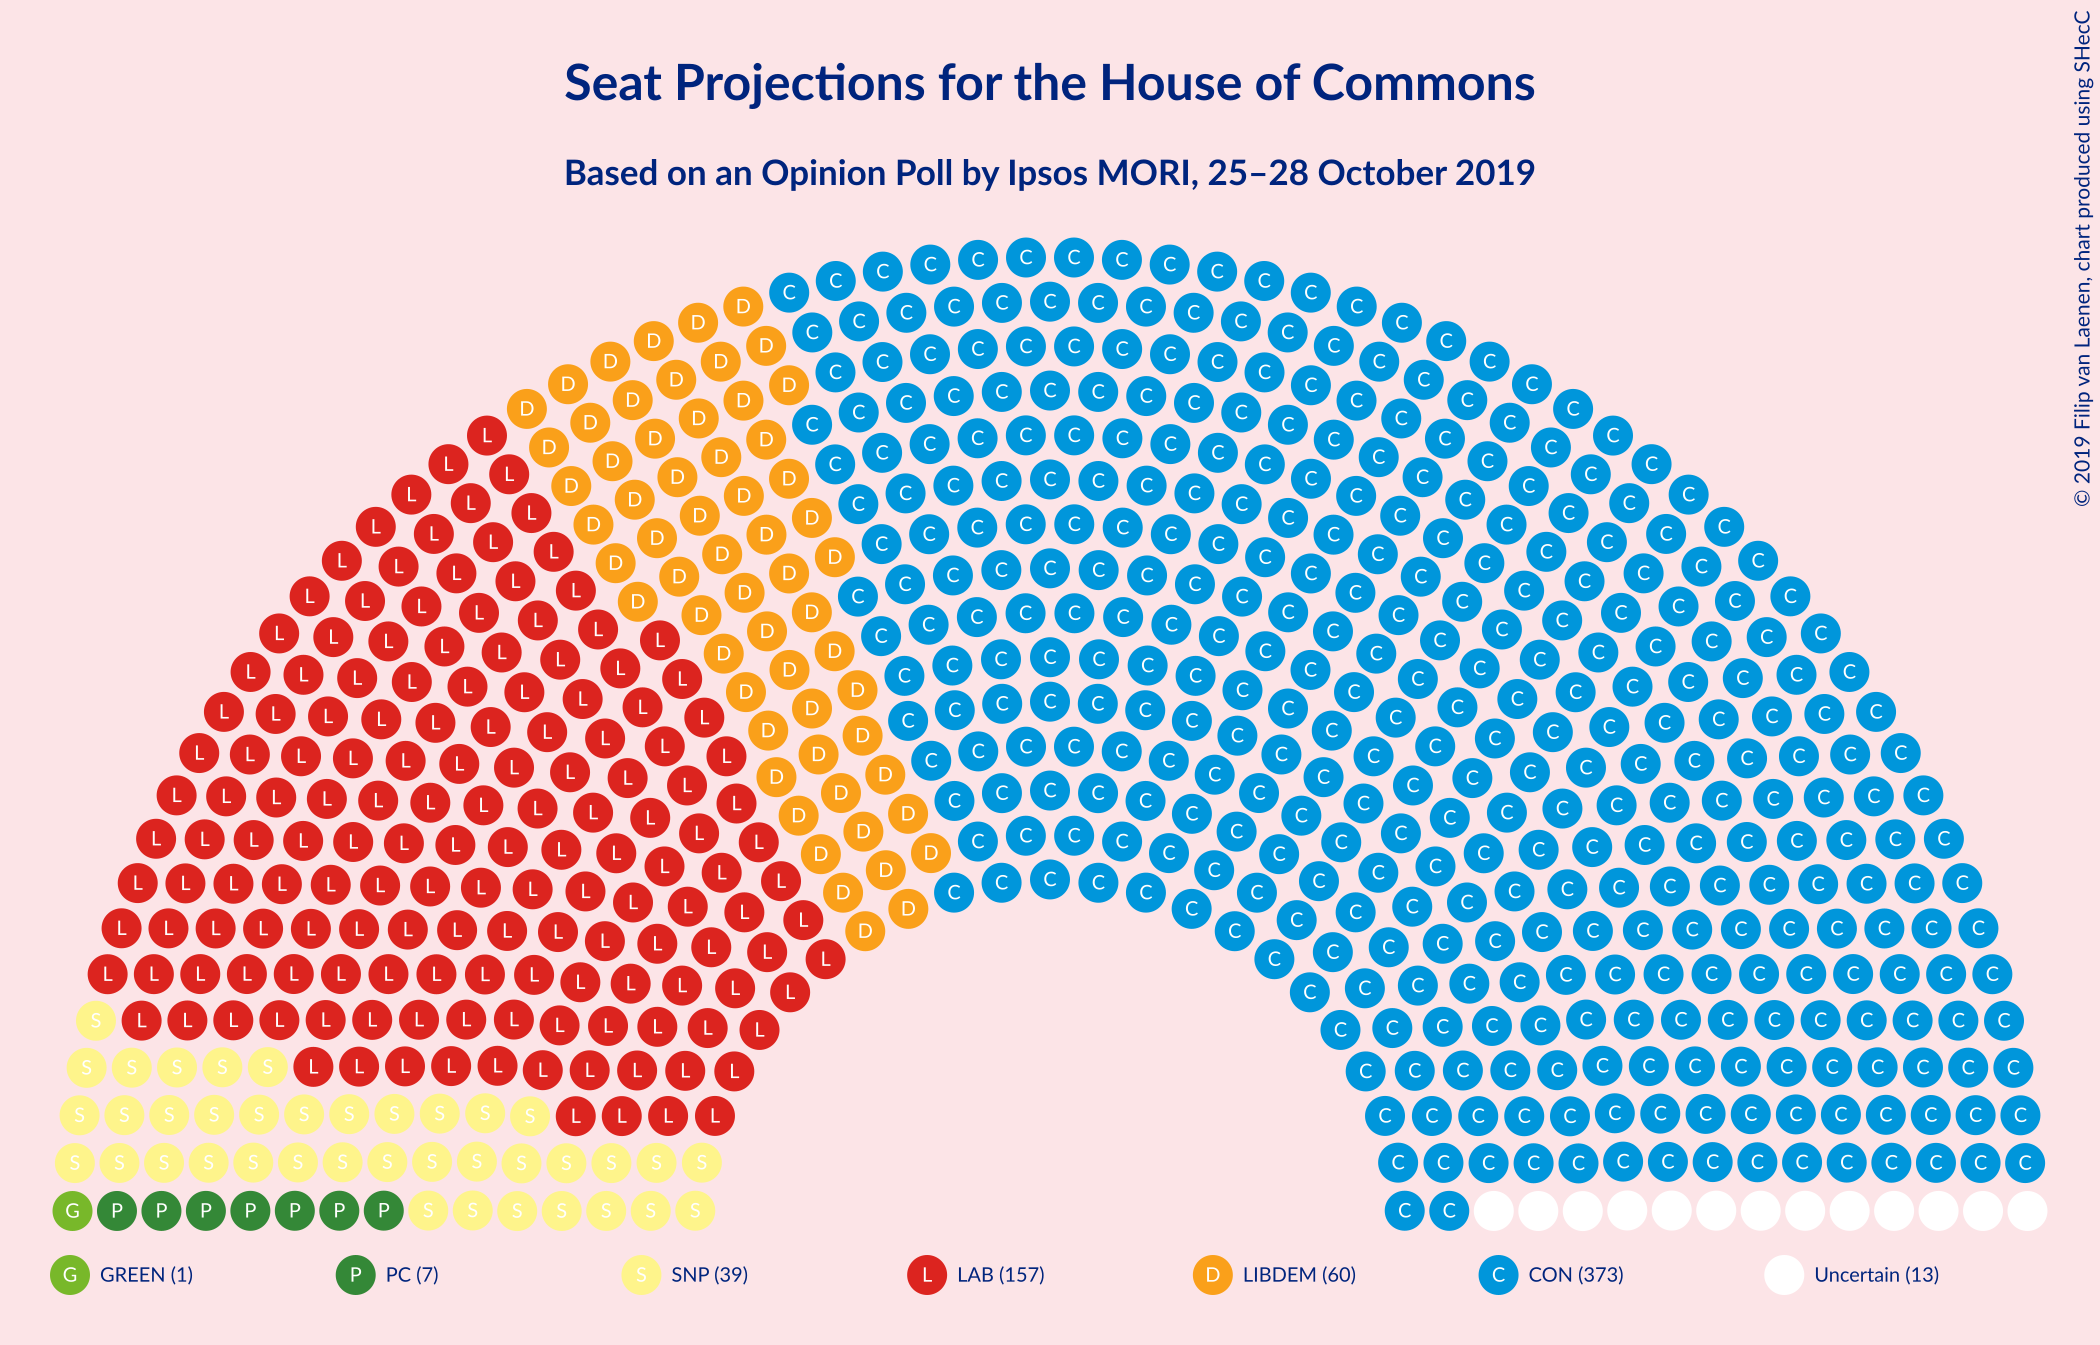 Seat Projections for the House of Commons
Based on an Opinion Poll by Ipsos MORI, 25–28 October 2019
© 2019 Filip van Laenen, chart produced using SHecC
G GREEN (1)
P PC (7)
S SNP (39)
L LAB (157)
D LIBDEM (60)
C CON (373)
Uncertain (13)